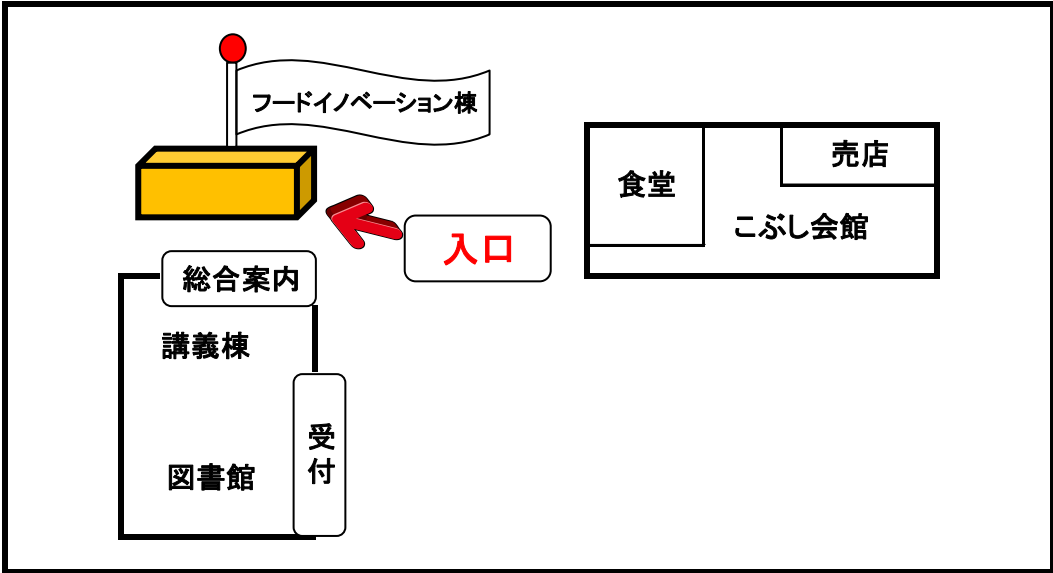 フードイノベーション棟
売店
食堂
こぶし会館
入口
総合案内
講義棟
受付
図書館